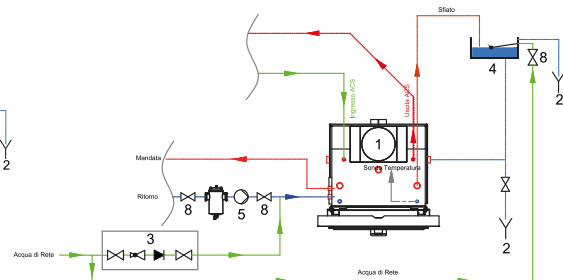 Sfiato
8
4
2
Ingresso ACS
Uscita ACS
1
2
Mandata
Sonda Temperatura
Ritorno
8
5
8
3
2
Acqua di Rete
Acqua di Rete